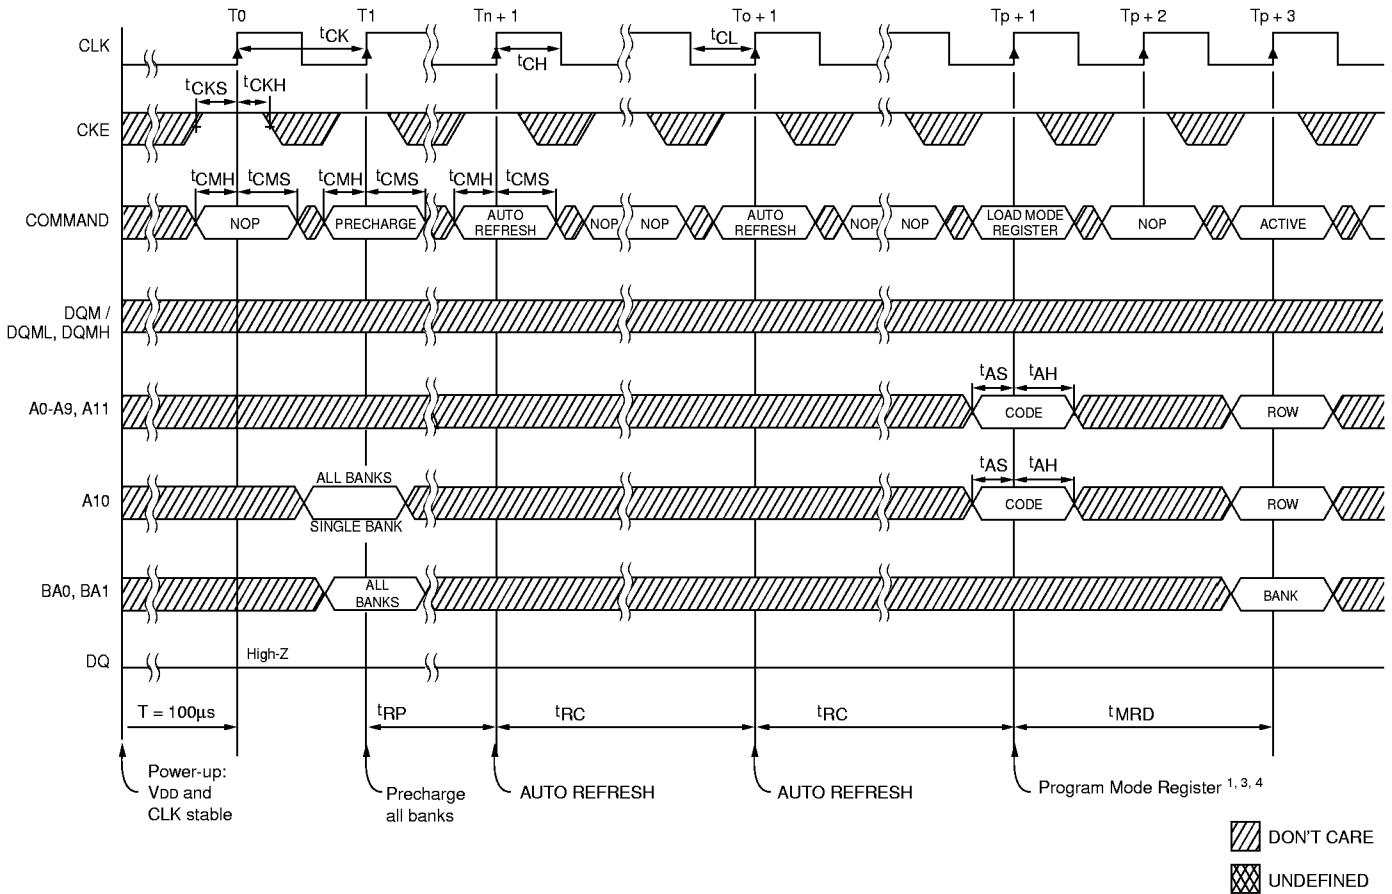 T0 T1 Tn + 1 To + 1 Tp + 1 Tp + 2 Tp + 3
CLK tCK tCH tCL
tCKS tCKH
CKE
tCMH tCMS tCMH tCMS tCMH tCMS
COMMAND NOP PRECHARGE AUTO REFRESH NOP NOP AUTO REFRESH NOP NOP LOAD MODE REGISTER NOP ACTIVE
DQM /
DQML, DQMH
tAS tAH
A0-A9, A11 CODE ROW
ALL BANKS tAS tAH
A10 CODE ROW
SINGLE BANK
BA0, BA1 ALL BANKS BANK
DQ High-Z
T = 100µs tRP tRC tRC tMRD
Power-up:
VDD and
CLK stable
Precharge
all banks
AUTO REFRESH
AUTO REFRESH
Program Mode Register 1, 3, 4
DON'T CARE
UNDEFINED